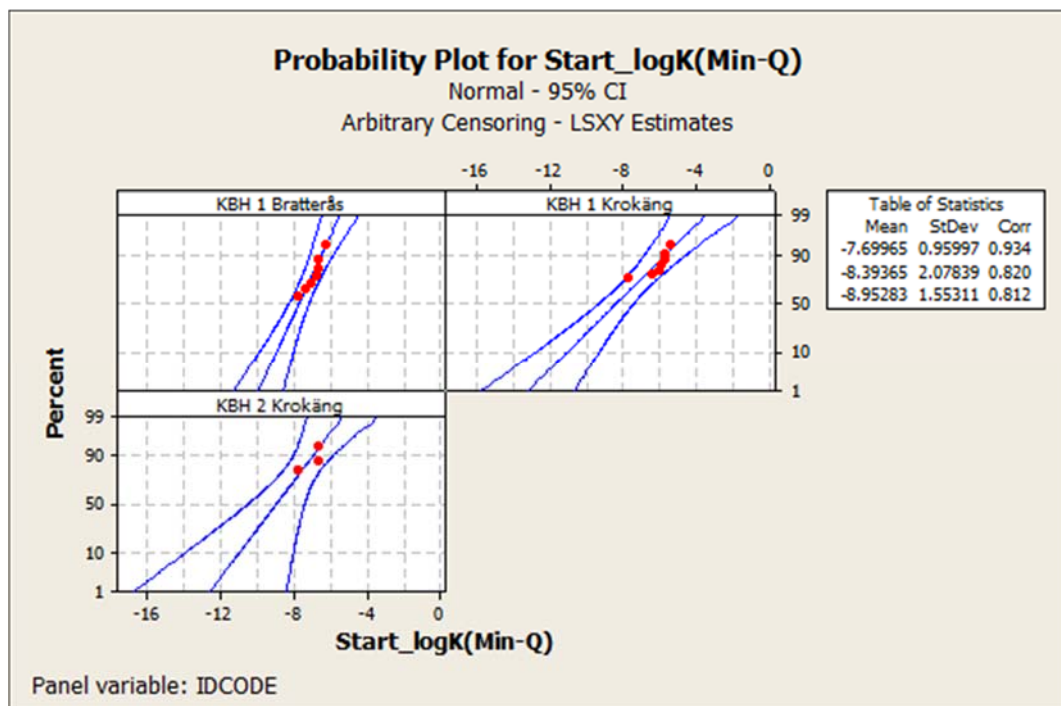 Probability Plot for Start_logK(Min-Q)
Normal - 95% CI
Arbitrary Censoring - LSXY Estimates
-16 -12 -8 -4 0
KBH 1 Bratterås
KBH 1 Krokäng
99
90
50
10
1
KBH 2 Krokäng
99
90
50
10
1
-16 -12 -8 -4 0
Percent
Start_logK(Min-Q)
Table of Statistics
Mean StDev Corr
-7.69965 0.95997 0.934
-8.39365 2.07839 0.820
-8.95283 1.55311 0.812
Panel variable: IDCODE